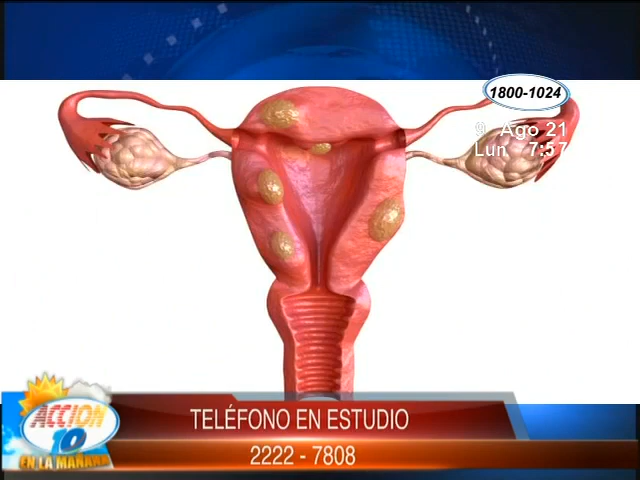 1800-1024
9 Ago 21
Lun 7:57
TELÉFONO EN ESTUDIO
ACCION
10
EN LA MAÑANA
2222 - 7808